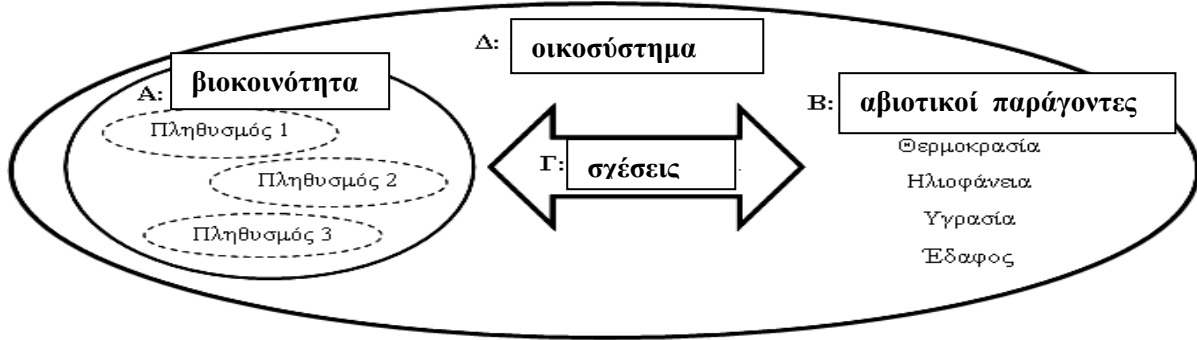 Δ: οικοσύστημα
Α: βιοκοινότητα
Πληθυσμός 1
Πληθυσμός 2
Πληθυσμός 3
Γ: σχέσεις
Β: αβιοτικοί παράγοντες
Θερμοκρασία
Ηλιοφάνεια
Υγρασία
Έδαφος